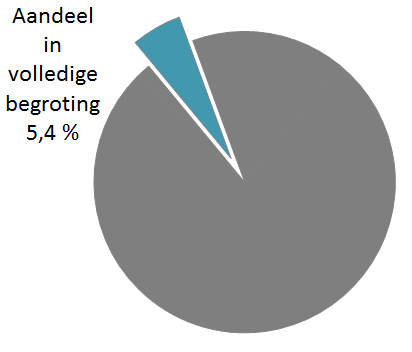 Aandeel
in
volledige
begroting
5,4 %